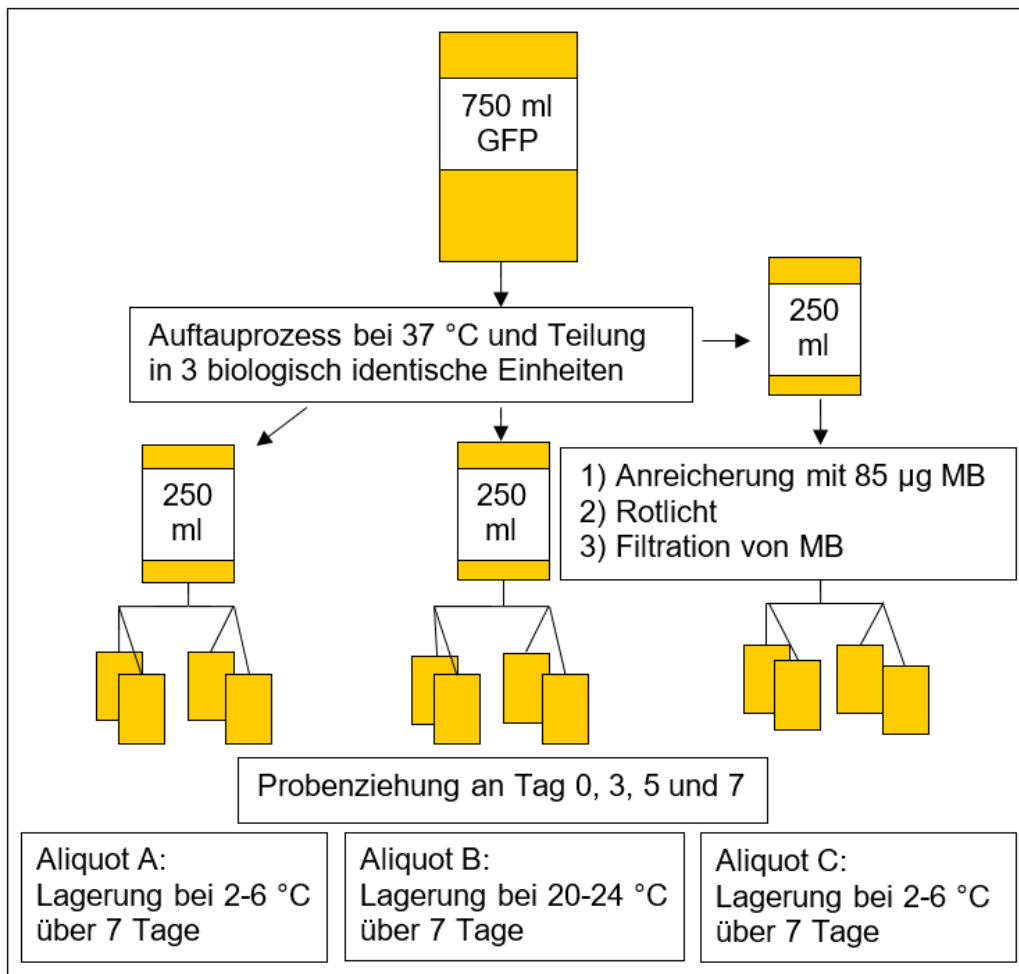 750 ml
GFP
Auftauprozess bei 37 °C und Teilung
in 3 biologisch identische Einheiten
250
ml
250
ml
250
ml
1) Anreicherung mit 85 µg MB
2) Rotlicht
3) Filtration von MB
Probenziehung an Tag 0, 3, 5 und 7
Aliquot A:
Lagerung bei 2-6 °C
über 7 Tage
Aliquot B:
Lagerung bei 20-24 °C
über 7 Tage
Aliquot C:
Lagerung bei 2-6 °C
über 7 Tage